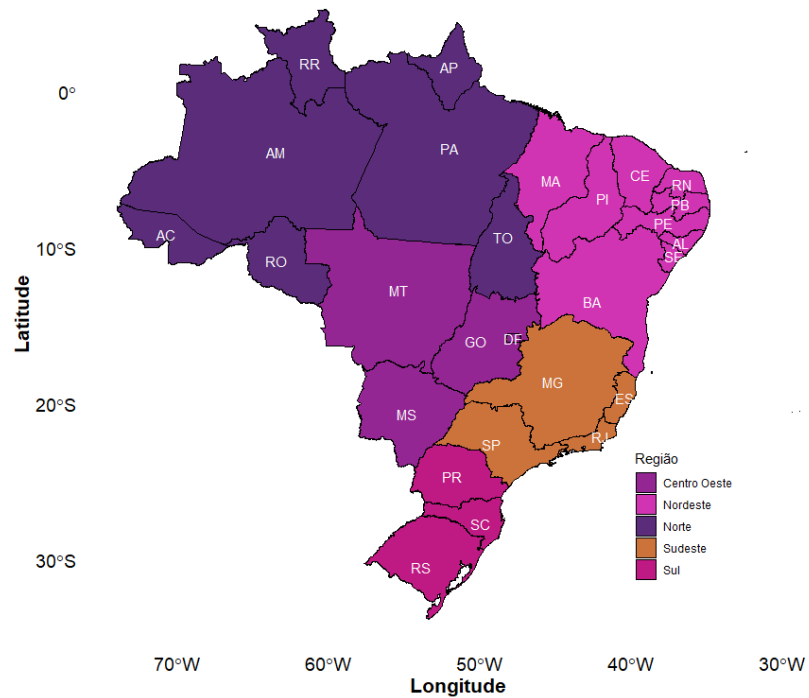 RR
AP
0°
AM
PA
MA
CE
RN
PI
PB
PE
AC
TO
AL
10°S
RO
SE
MT
BA
GO
DF
MG
ES
MS
20°S
SP
RJ
PR
SC
RS
30°S
Latitude
Região
Centro Oeste
Nordeste
Norte
Sudeste
Sul
70°W
60°W
50°W
40°W
30°W
Longitude